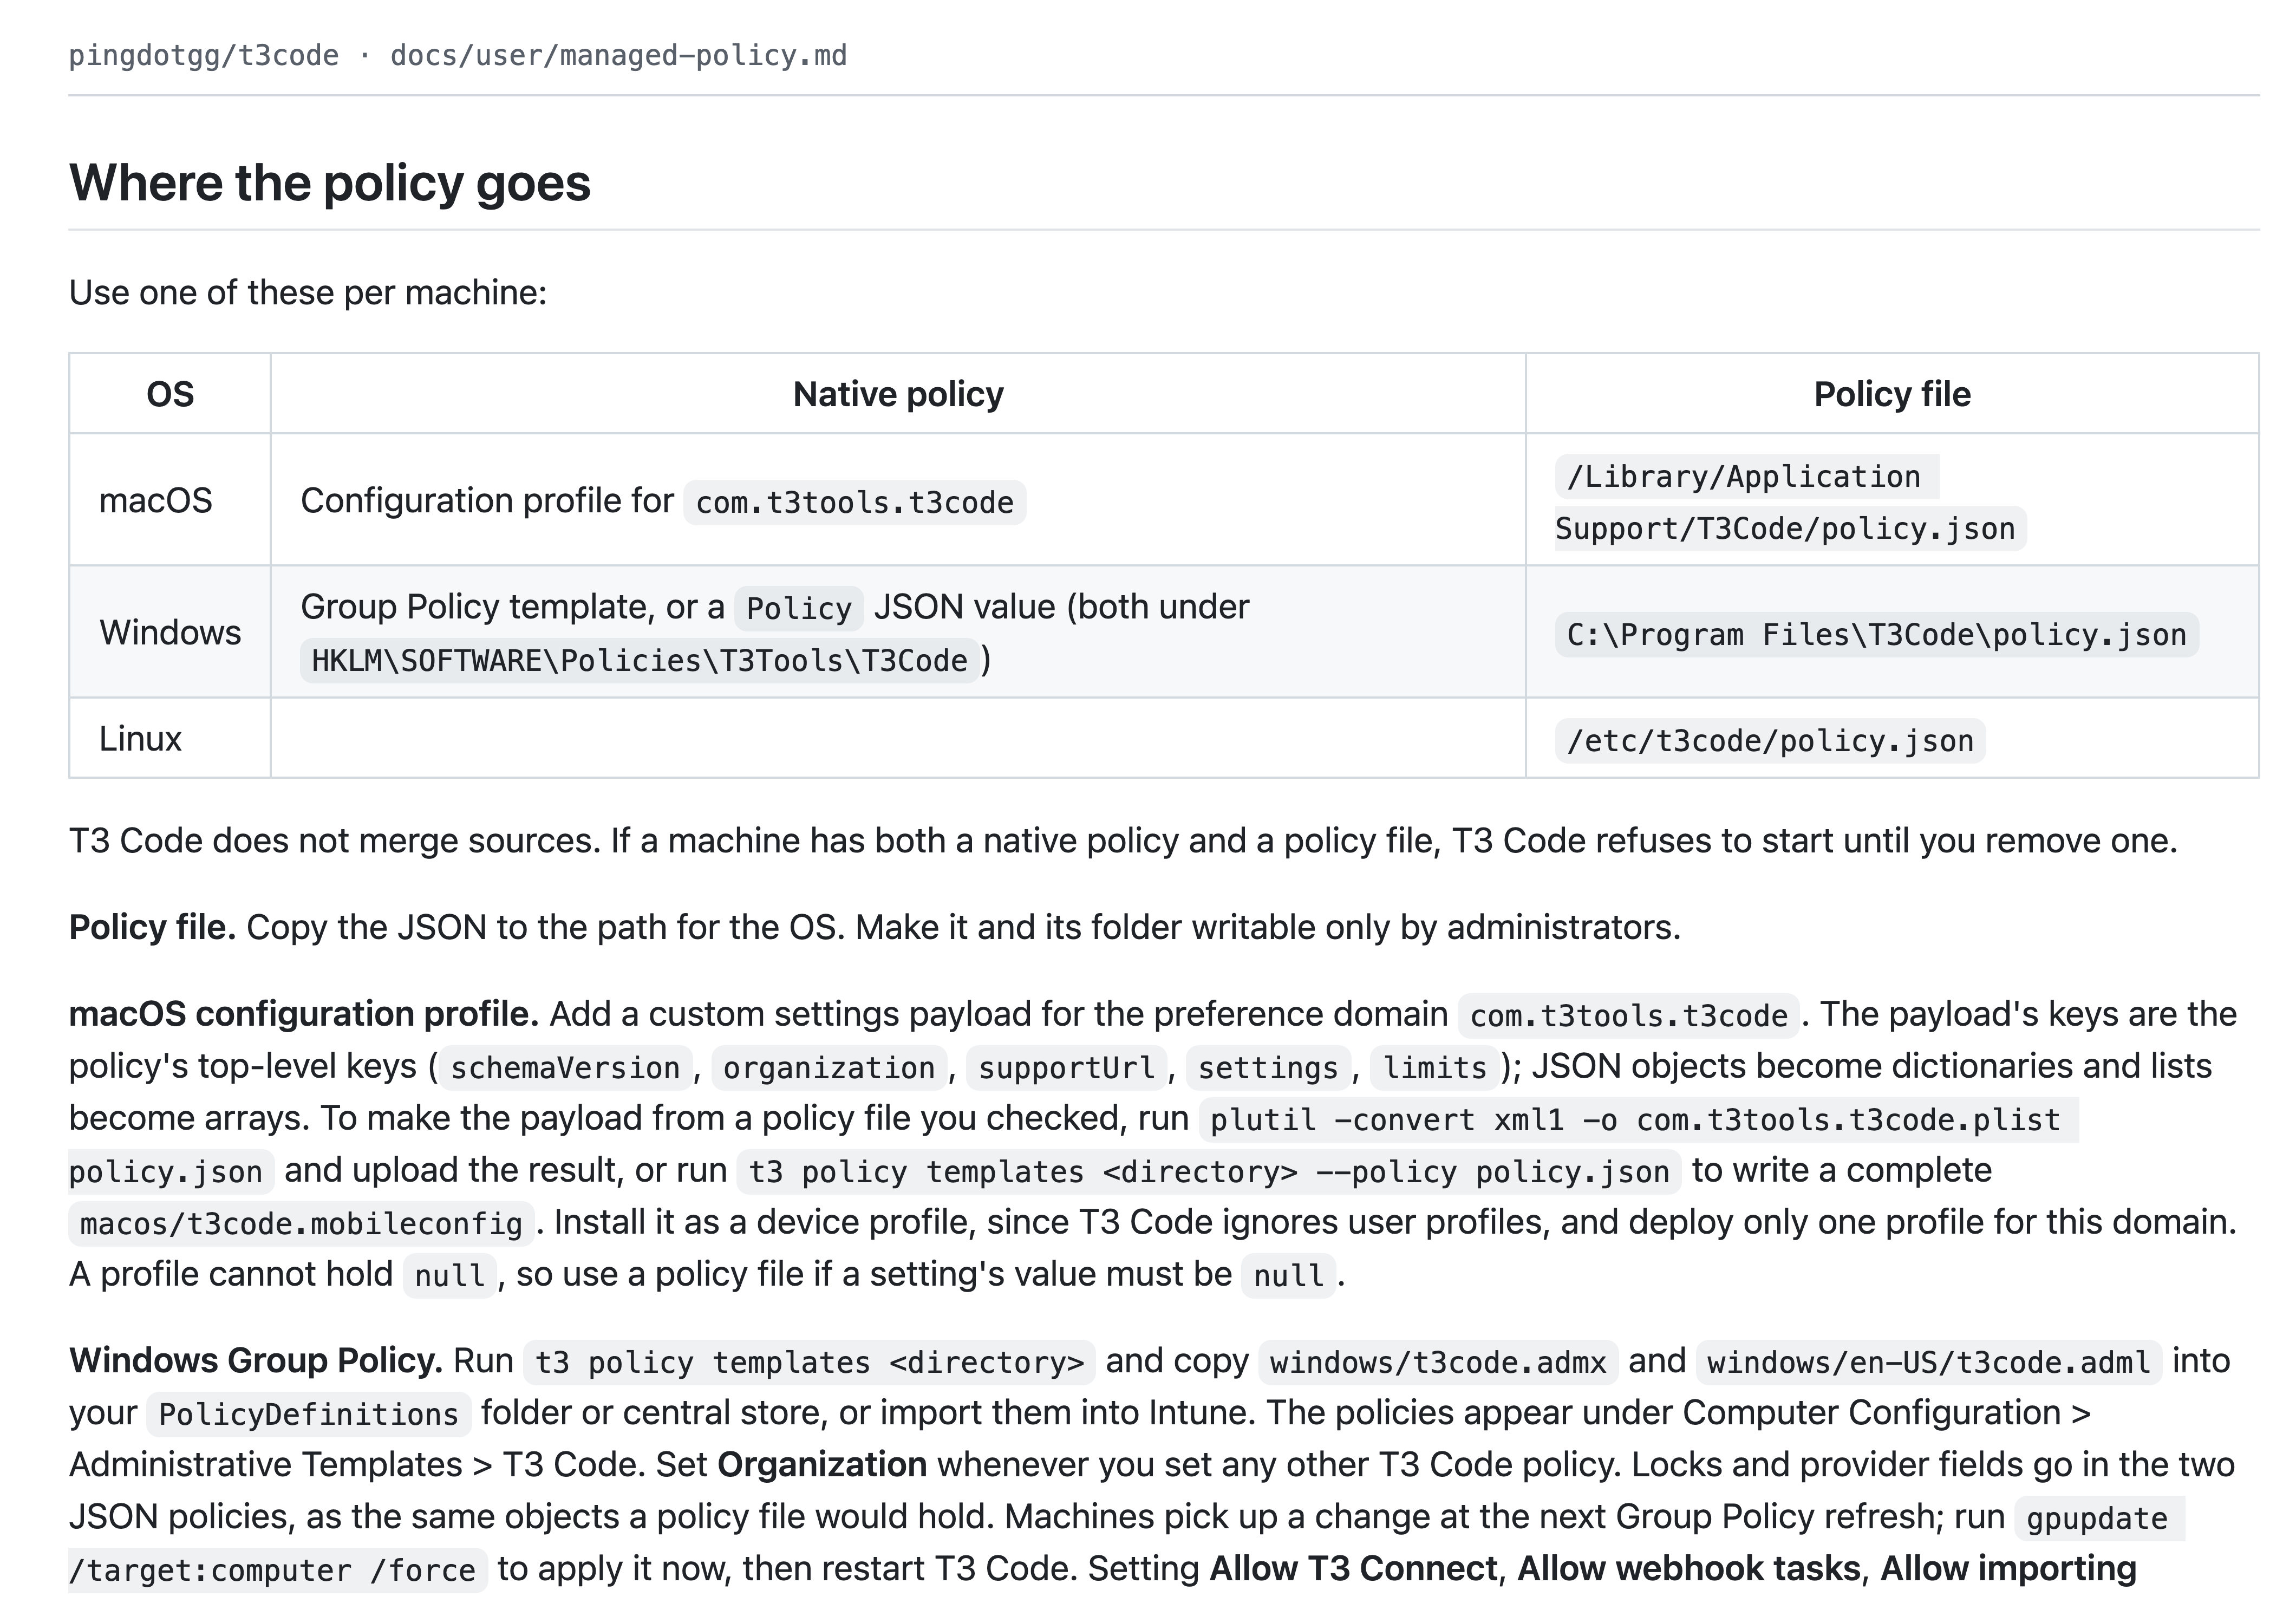 pingdotgg/t3code · docs/user/managed-policy.md
Where the policy goes
Use one of these per machine:
OS Native policy Policy file
macOS Configuration profile for com.t3tools.t3code /Library/Application
Support/T3Code/policy.json
Windows Group Policy template, or a Policy JSON value (both under
HKLM\SOFTWARE\Policies\T3Tools\T3Code) C:\Program Files\T3Code\policy.json
Linux /etc/t3code/policy.json
T3 Code does not merge sources. If a machine has both a native policy and a policy file, T3 Code refuses to start until you remove one.
Policy file. Copy the JSON to the path for the OS. Make it and its folder writable only by administrators.
macOS configuration profile. Add a custom settings payload for the preference domain com.t3tools.t3code. The payload's keys are the
policy's top-level keys (schemaVersion, organization, supportUrl, settings, limits); JSON objects become dictionaries and lists
become arrays. To make the payload from a policy file you checked, run plutil -convert xml1 -o com.t3tools.t3code.plist
policy.json and upload the result, or run t3 policy templates <directory> --policy policy.json to write a complete
macos/t3code.mobileconfig. Install it as a device profile, since T3 Code ignores user profiles, and deploy only one profile for this domain.
A profile cannot hold null, so use a policy file if a setting's value must be null.
Windows Group Policy. Run t3 policy templates <directory> and copy windows/t3code.admx and windows/en-US/t3code.adml into
your PolicyDefinitions folder or central store, or import them into Intune. The policies appear under Computer Configuration >
Administrative Templates > T3 Code. Set Organization whenever you set any other T3 Code policy. Locks and provider fields go in the two
JSON policies, as the same objects a policy file would hold. Machines pick up a change at the next Group Policy refresh; run gpupdate
/target:computer /force to apply it now, then restart T3 Code. Setting Allow T3 Connect, Allow webhook tasks, Allow importing